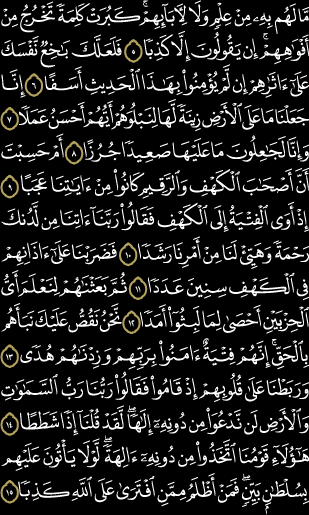 مَّا لَهُم بِهِۦ مِنْ عِلْمٍ وَلَا لِـَٔابَآئِهِمْ ۚ كَبُرَتْ كَلِمَةً تَخْرُجُ مِنْ
أَفْوَٰهِهِمْ ۚ إِن يَقُولُونَ إِلَّا كَذِبًا ٥ فَلَعَلَّكَ بَٰخِعٌ نَّفْسَكَ
عَلَىٰٓ ءَاثَٰرِهِمْ إِن لَّمْ يُؤْمِنُوا۟ بِهَٰذَا ٱلْحَدِيثِ أَسَفًا ٦ إِنَّا
جَعَلْنَا مَا عَلَى ٱلْأَرْضِ زِينَةً لَّهَا لِنَبْلُوَهُمْ أَيُّهُمْ أَحْسَنُ عَمَلًا ٧
وَإِنَّا لَجَٰعِلُونَ مَا عَلَيْهَا صَعِيدًا جُرُزًا ٨ أَمْ حَسِبْتَ
أَنَّ أَصْحَٰبَ ٱلْكَهْفِ وَٱلرَّقِيمِ كَانُوا۟ مِنْ ءَايَٰتِنَا عَجَبًا ٩
إِذْ أَوَى ٱلْفِتْيَةُ إِلَى ٱلْكَهْفِ فَقَالُوا۟ رَبَّنَآ ءَاتِنَا مِن لَّدُنكَ
رَحْمَةً وَهَيِّئْ لَنَا مِنْ أَمْرِنَا رَشَدًا ١٠ فَضَرَبْنَا عَلَىٰٓ ءَاذَانِهِمْ
فِى ٱلْكَهْفِ سِنِينَ عَدَدًا ١١ ثُمَّ بَعَثْنَٰهُمْ لِنَعْلَمَ أَىُّ
ٱلْحِزْبَيْنِ أَحْصَىٰ لِمَا لَبِثُوٓا۟ أَمَدًا ١٢ نَّحْنُ نَقُصُّ عَلَيْكَ نَبَأَهُم
بِٱلْحَقِّ ۚ إِنَّهُمْ فِتْيَةٌ ءَامَنُوا۟ بِرَبِّهِمْ وَزِدْنَٰهُمْ هُدًى ١٣
وَرَبَطْنَا عَلَىٰ قُلُوبِهِمْ إِذْ قَامُوا۟ فَقَالُوا۟ رَبُّنَا رَبُّ ٱلسَّمَٰوَٰتِ
وَٱلْأَرْضِ لَن نَّدْعُوَا۟ مِن دُونِهِۦٓ إِلَٰهًا ۖ لَّقَدْ قُلْنَآ إِذًا شَطَطًا ١٤
هَٰٓؤُلَآءِ قَوْمُنَا ٱتَّخَذُوا۟ مِن دُونِهِۦٓ ءَالِهَةً ۖ لَّوْلَا يَأْتُونَ عَلَيْهِم
بِسُلْطَٰنٍۭ بَيِّنٍ ۖ فَمَنْ أَظْلَمُ مِمَّنِ ٱفْتَرَىٰ عَلَى ٱللَّهِ كَذِبًا ١٥